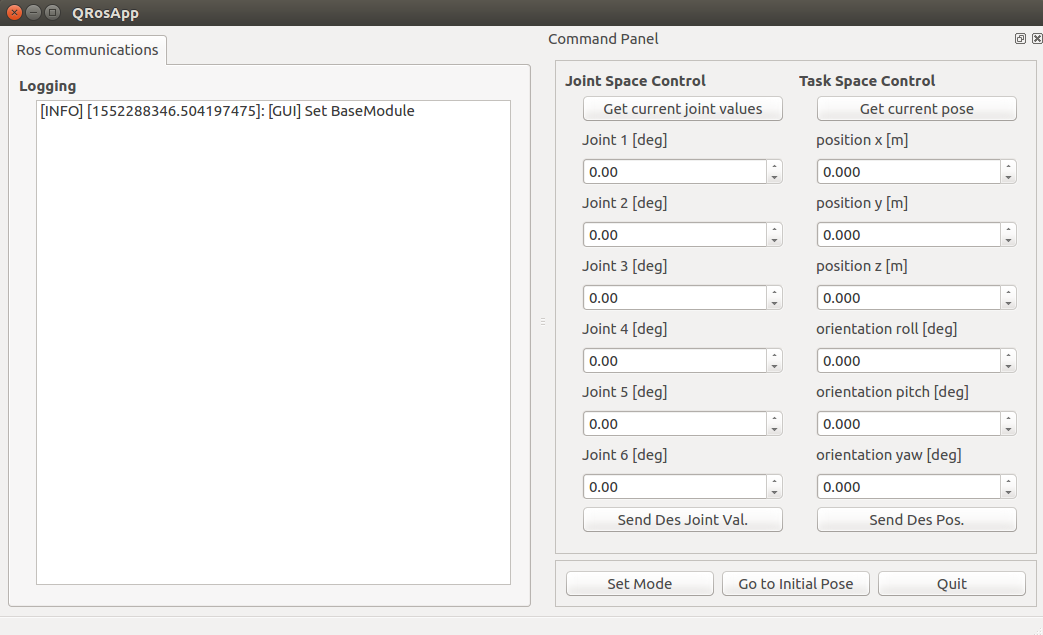 QRosApp
Ros Communications
Logging
[INFO] [1552288346.504197475]: [GUI] Set BaseModule
Command Panel
Joint Space Control
Get current joint values
Joint 1 [deg]
0.00
Joint 2 [deg]
0.00
Joint 3 [deg]
0.00
Joint 4 [deg]
0.00
Joint 5 [deg]
0.00
Joint 6 [deg]
0.00
Send Des Joint Val.
Task Space Control
Get current pose
position x [m]
0.000
position y [m]
0.000
position z [m]
0.000
orientation roll [deg]
0.000
orientation pitch [deg]
0.000
orientation yaw [deg]
0.000
Send Des Pos.
Set Mode
Go to Initial Pose
Quit